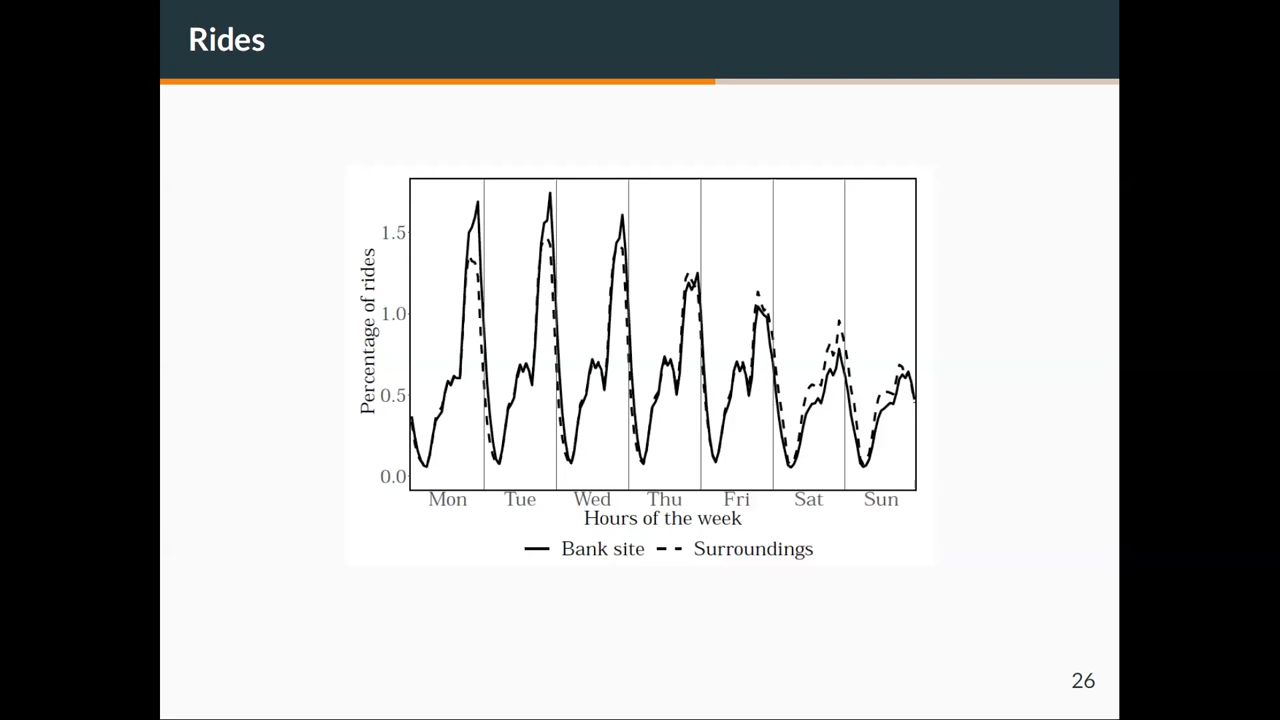 Rides
1.5
1.0
0.5
0.0
Percentage of rides
Mon Tue Wed Thu Fri Sat Sun
Hours of the week
Bank site Surroundings
26